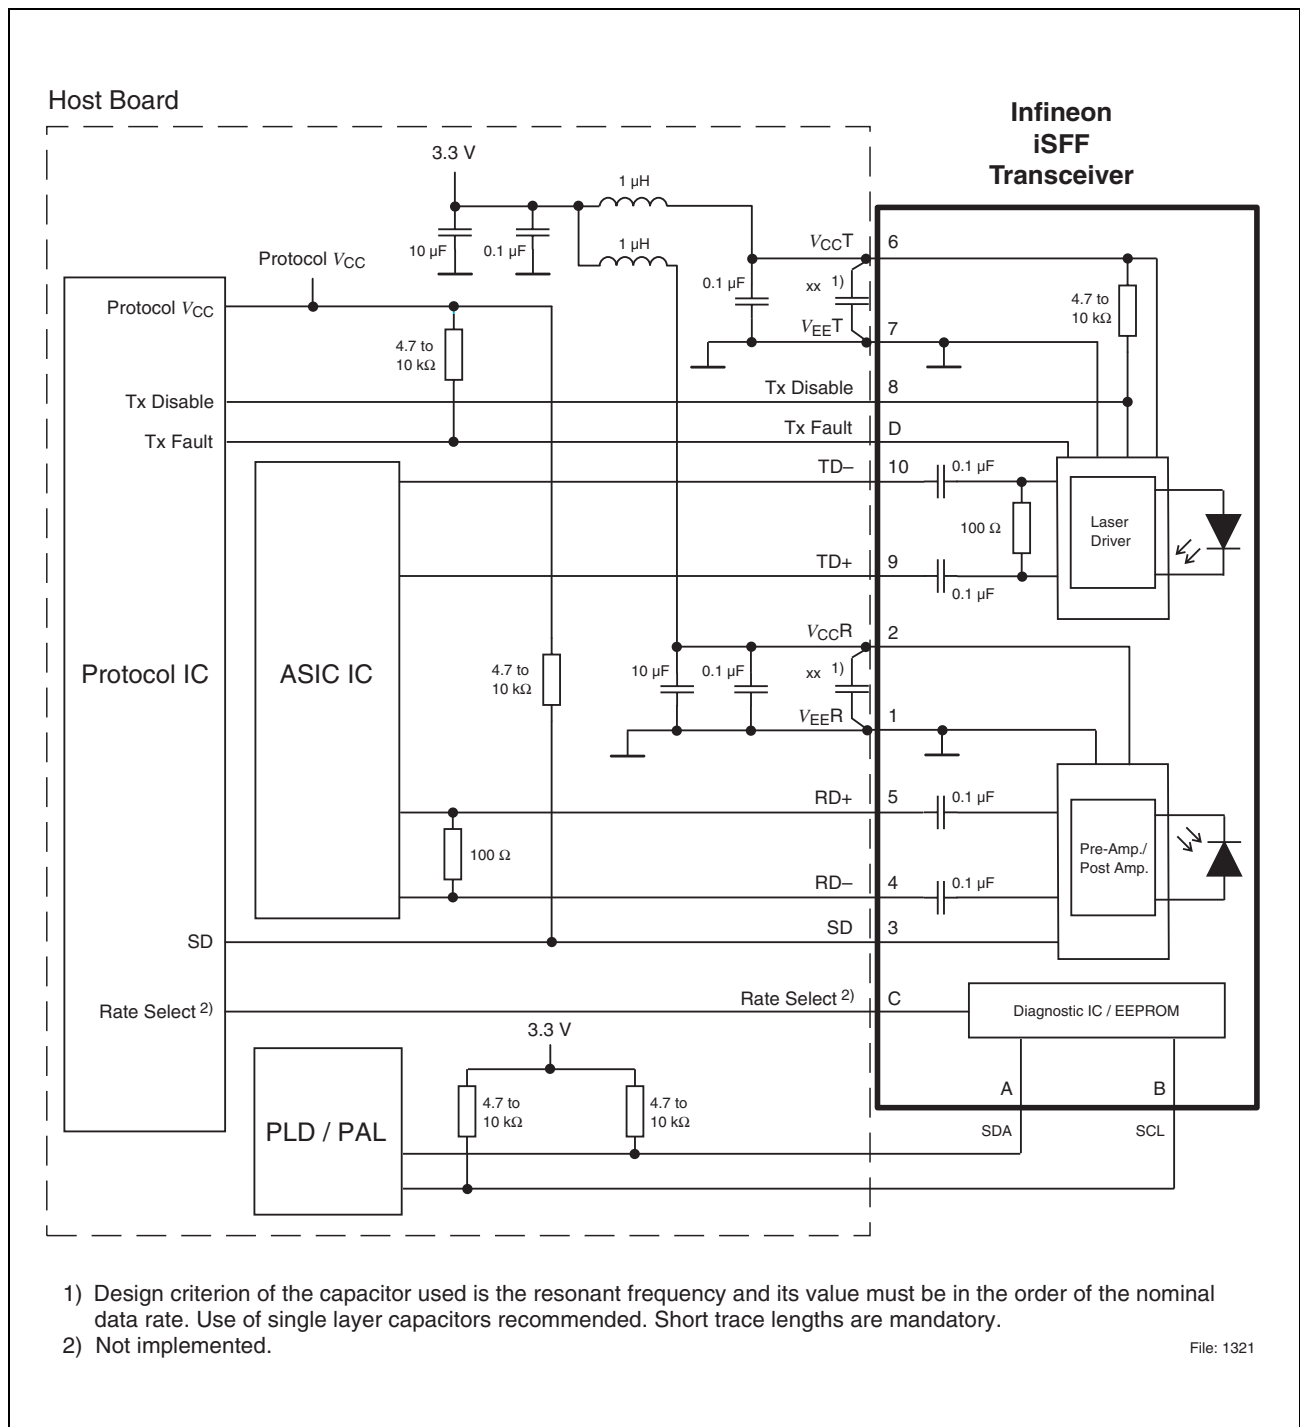 Host Board
Infineon
iSFF
Transceiver
3.3 V
1 µH
10 µF
0.1 µF
1 µH
Protocol VCC
VCCT
6
0.1 µF
xx 1)
4.7 to
10 kΩ
Protocol VCC
4.7 to
10 kΩ
VEET
7
Tx Disable
Tx Disable
8
Tx Fault
Tx Fault
D
TD–
10
0.1 µF
100 Ω
Laser
Driver
TD+
9
0.1 µF
VCCR
2
Protocol IC
ASIC IC
4.7 to
10 kΩ
10 µF
0.1 µF
xx 1)
VEER
1
RD+
5
0.1 µF
100 Ω
Pre-Amp./
Post Amp.
RD–
4
0.1 µF
SD
SD
3
Rate Select 2)
Rate Select 2)
C
Diagnostic IC / EEPROM
3.3 V
A
B
4.7 to
10 kΩ
4.7 to
10 kΩ
PLD / PAL
SDA
SCL
1) Design criterion of the capacitor used is the resonant frequency and its value must be in the order of the nominal
data rate. Use of single layer capacitors recommended. Short trace lengths are mandatory.
2) Not implemented.
File: 1321